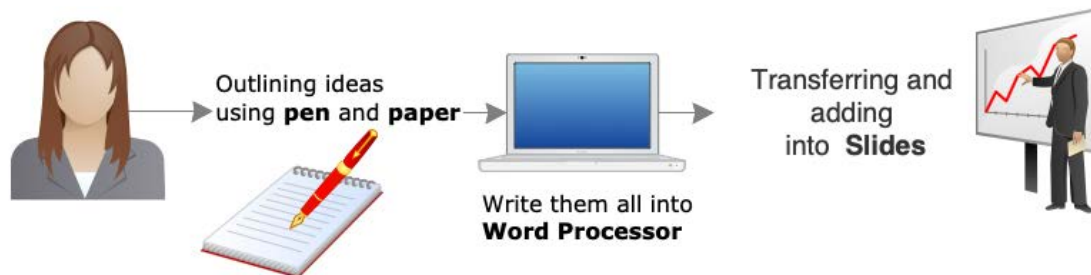 Outlining ideas
using pen and paper
Write them all into
Word Processor
Transferring and
adding
into Slides